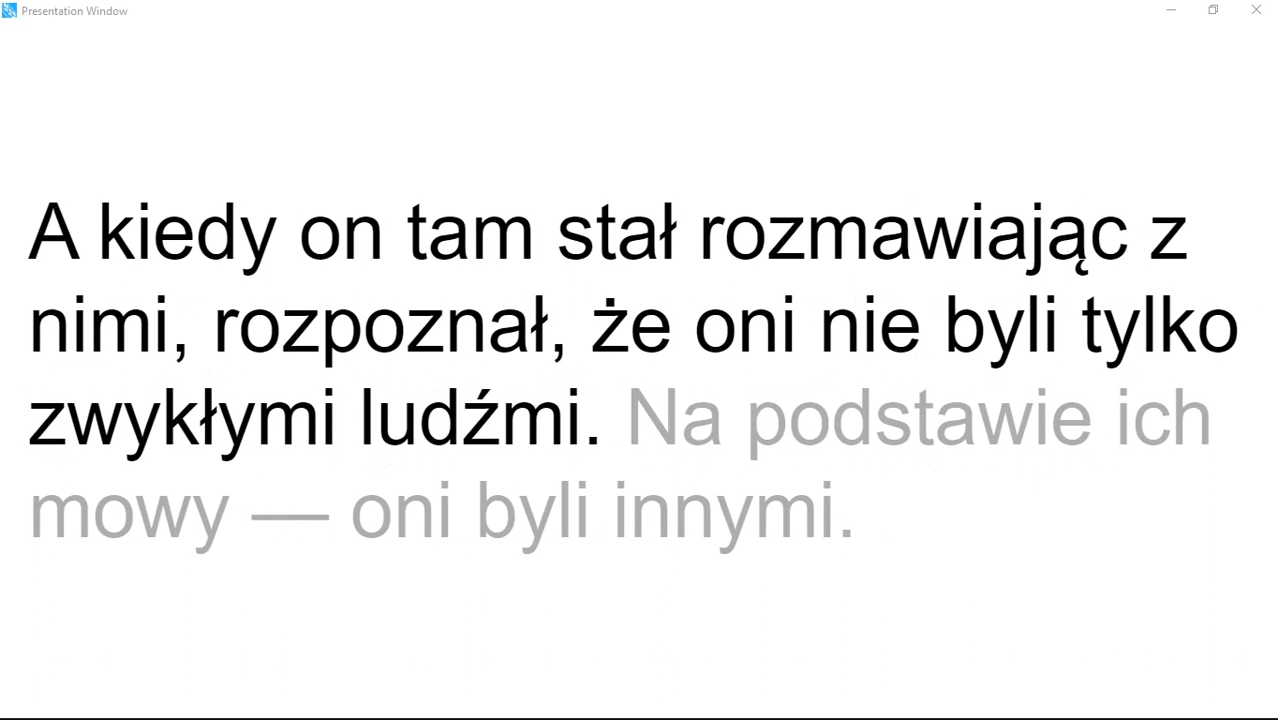 Presentation Window
A kiedy on tam stał rozmawiając z
nimi, rozpoznał, że oni nie byli tylko
zwykłymi ludźmi. Na podstawie ich
mowy — oni byli innymi.